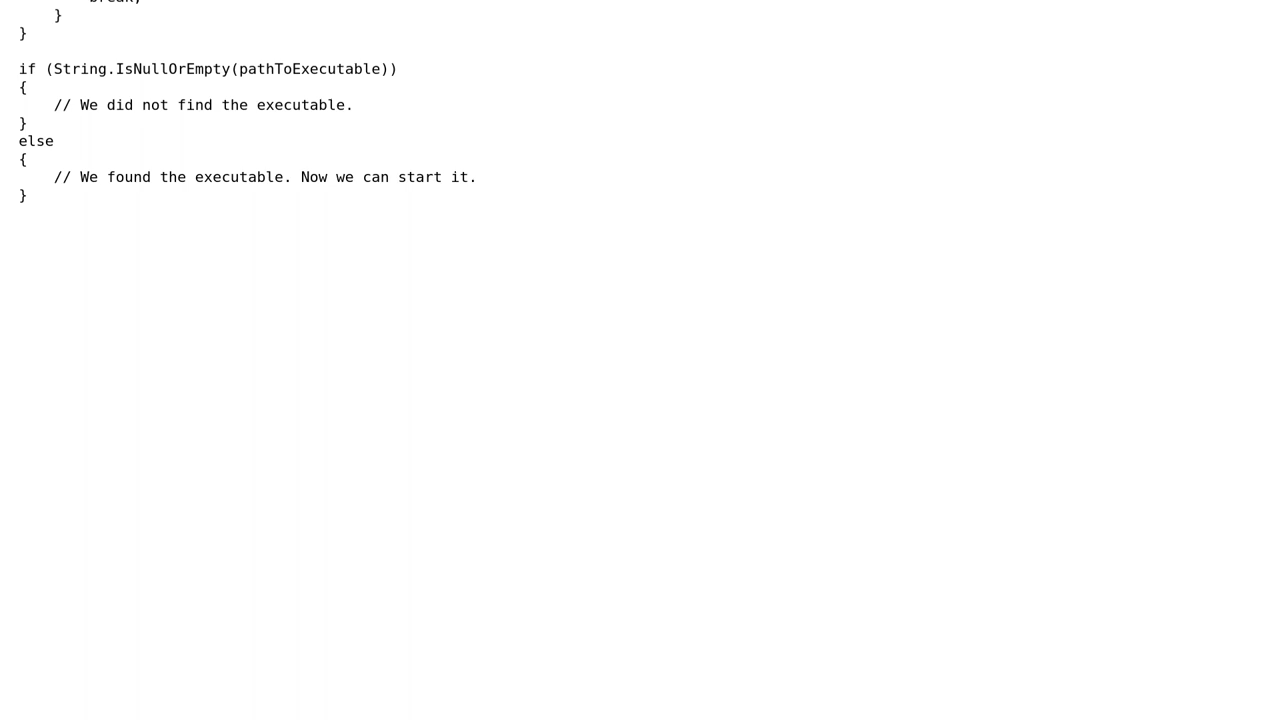 break;
    }
}

if (String.IsNullOrEmpty(pathToExecutable))
{
    // We did not find the executable.
}
else
{
    // We found the executable. Now we can start it.
}